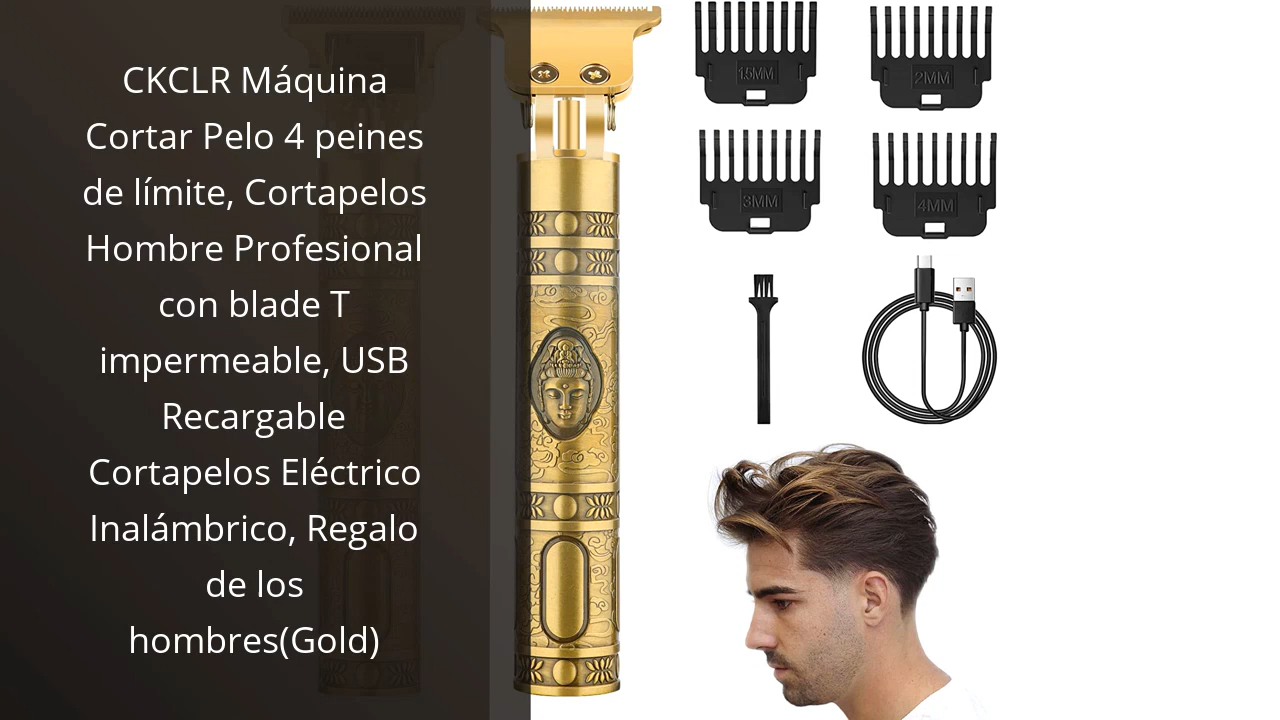 CKCLR Máquina
Cortar Pelo 4 peines
de límite, Cortapelos
Hombre Profesional
con blade T
impermeable, USB
Recargable
Cortapelos Eléctrico
Inalámbrico, Regalo
de los
hombres(Gold)
1.5MM
2MM
3MM
4MM